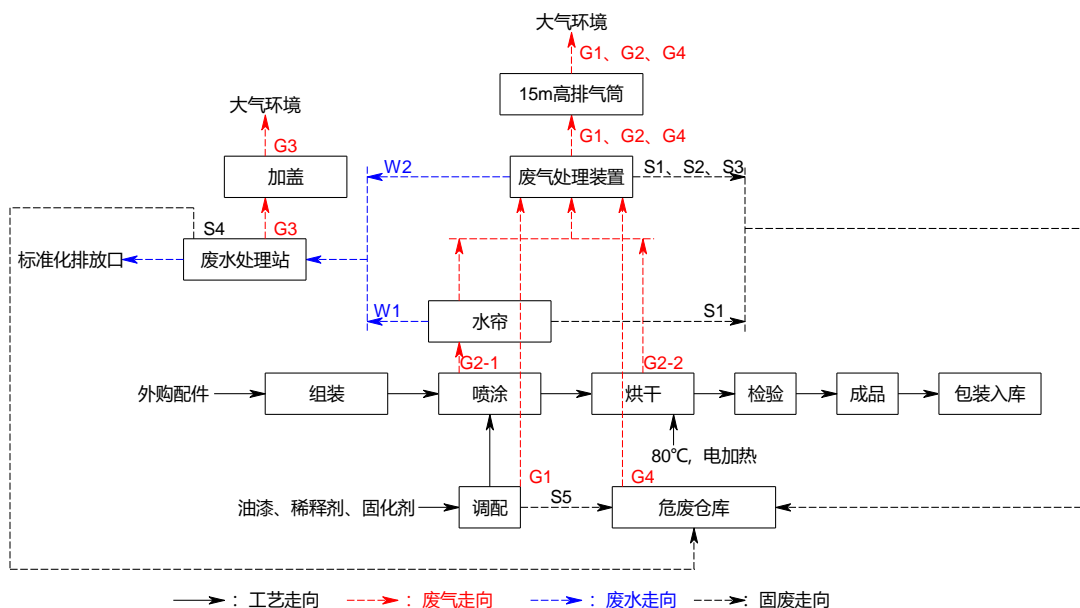 大气环境
G1、G2、G4
15m高排气筒
大气环境
G1、G2、G4
G3
W2
废气处理装置
S1、S2、S3
加盖
S4
G3
标准化排放口
废水处理站
W1
水帘
S1
G2-1
G2-2
外购配件
组装
喷涂
烘干
检验
成品
包装入库
80℃，电加热
G1
G4
油漆、稀释剂、固化剂
调配
S5
危废仓库
：工艺走向
：废气走向
：废水走向
：固废走向